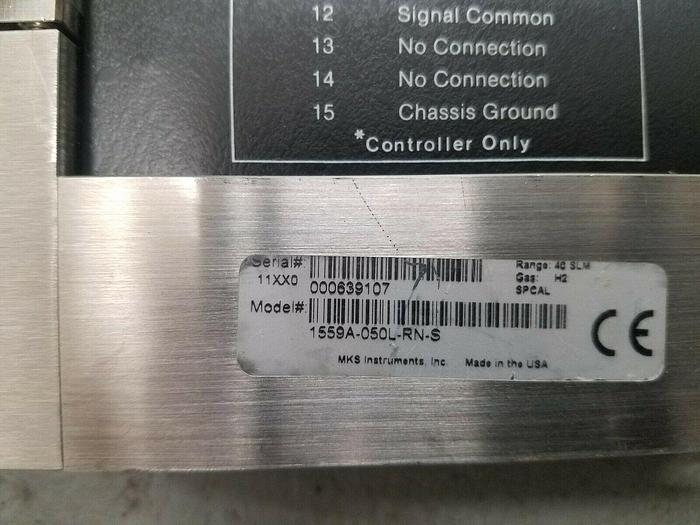 12 Signal Common
13 No Connection
14 No Connection
15 Chassis Ground
*Controller Only
Serial#:
11XX0 000639107
Range: 40 SLM
Gas: H2
SPCAL
Model#:
1559A-050L-RN-S
MKS Instruments, Inc. Made in the USA
CE